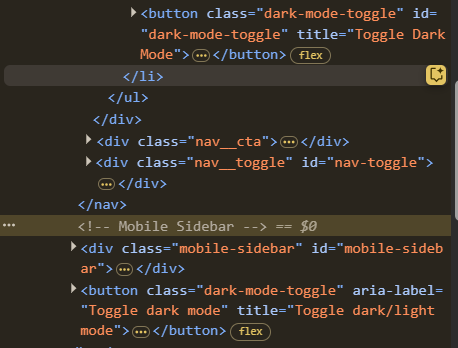 <button class="dark-mode-toggle" id=
"dark-mode-toggle" title="Toggle Dark
Mode">…</button> flex
</li>
</ul>
</div>
<div class="nav__cta">…</div>
<div class="nav__toggle" id="nav-toggle">
…</div>
</nav>
… <!-- Mobile Sidebar --> == $0
<div class="mobile-sidebar" id="mobile-sideb
ar">…</div>
<button class="dark-mode-toggle" aria-label=
"Toggle dark mode" title="Toggle dark/light
mode">…</button> flex